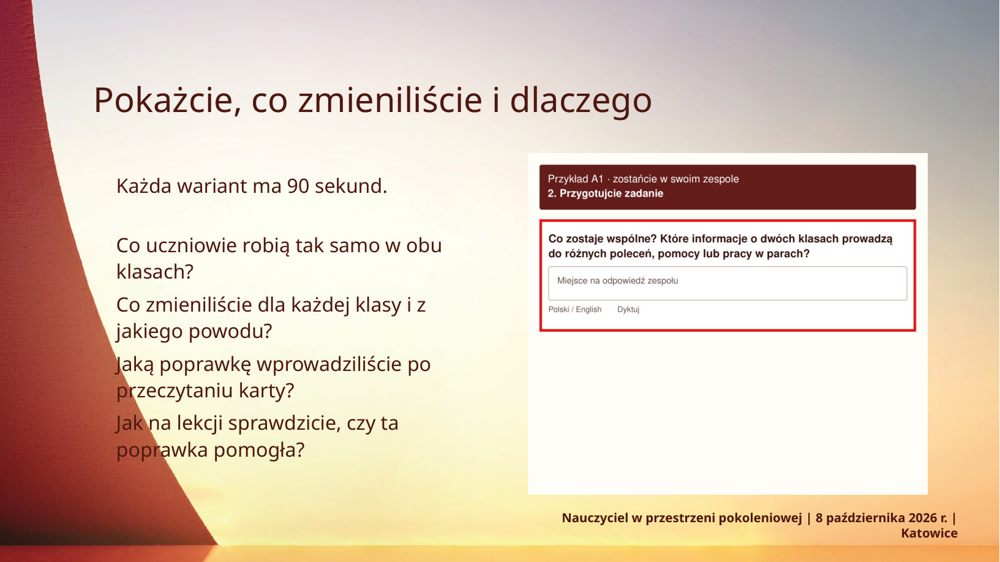 Pokażcie, co zmieniliście i dlaczego
Każda wariant ma 90 sekund.
Co uczniowie robią tak samo w obu
klasach?
Co zmieniliście dla każdej klasy i z
jakiego powodu?
Jaką poprawkę wprowadziliście po
przeczytaniu karty?
Jak na lekcji sprawdzicie, czy ta
poprawka pomogła?
Przykład A1 · zostańcie w swoim zespole
2. Przygotujcie zadanie
Co zostaje wspólne? Które informacje o dwóch klasach prowadzą
do różnych poleceń, pomocy lub pracy w parach?
Miejsce na odpowiedź zespołu
Polski / English Dyktuj
Nauczyciel w przestrzeni pokoleniowej | 8 października 2026 r. |
Katowice